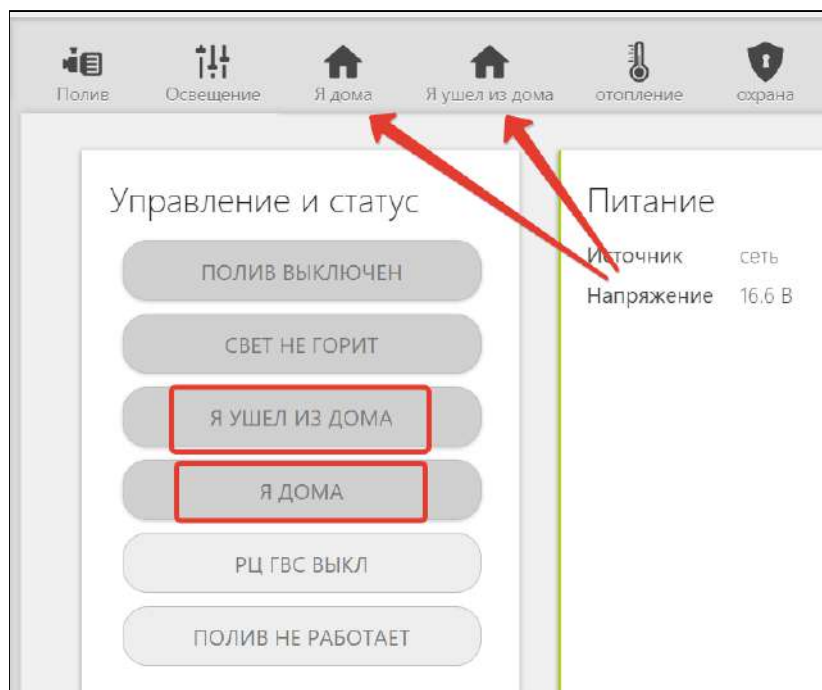 Полив Освещение Я дома Я ушел из дома отопление охрана
Управление и статус
ПОЛИВ ВЫКЛЮЧЕН
СВЕТ НЕ ГОРИТ
Я УШЕЛ ИЗ ДОМА
Я ДОМА
РЦ ГВС ВЫКЛ
ПОЛИВ НЕ РАБОТАЕТ
Питание
Источник сеть
Напряжение 16.6 В